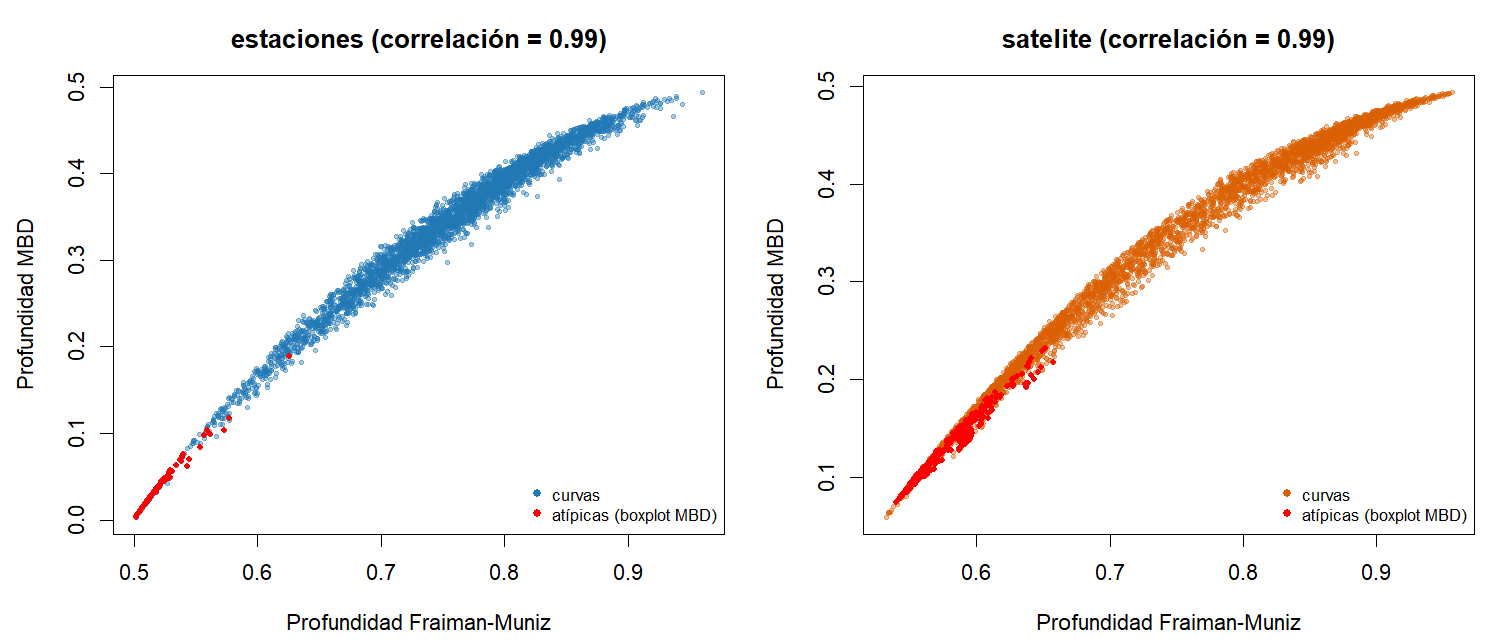 estaciones (correlación = 0.99)
Profundidad MBD
0.5
0.4
0.3
0.2
0.1
0.0
curvas
atípicas (boxplot MBD)
0.5 0.6 0.7 0.8 0.9
Profundidad Fraiman-Muniz
satelite (correlación = 0.99)
Profundidad MBD
0.5
0.4
0.3
0.2
0.1
curvas
atípicas (boxplot MBD)
0.6 0.7 0.8 0.9
Profundidad Fraiman-Muniz